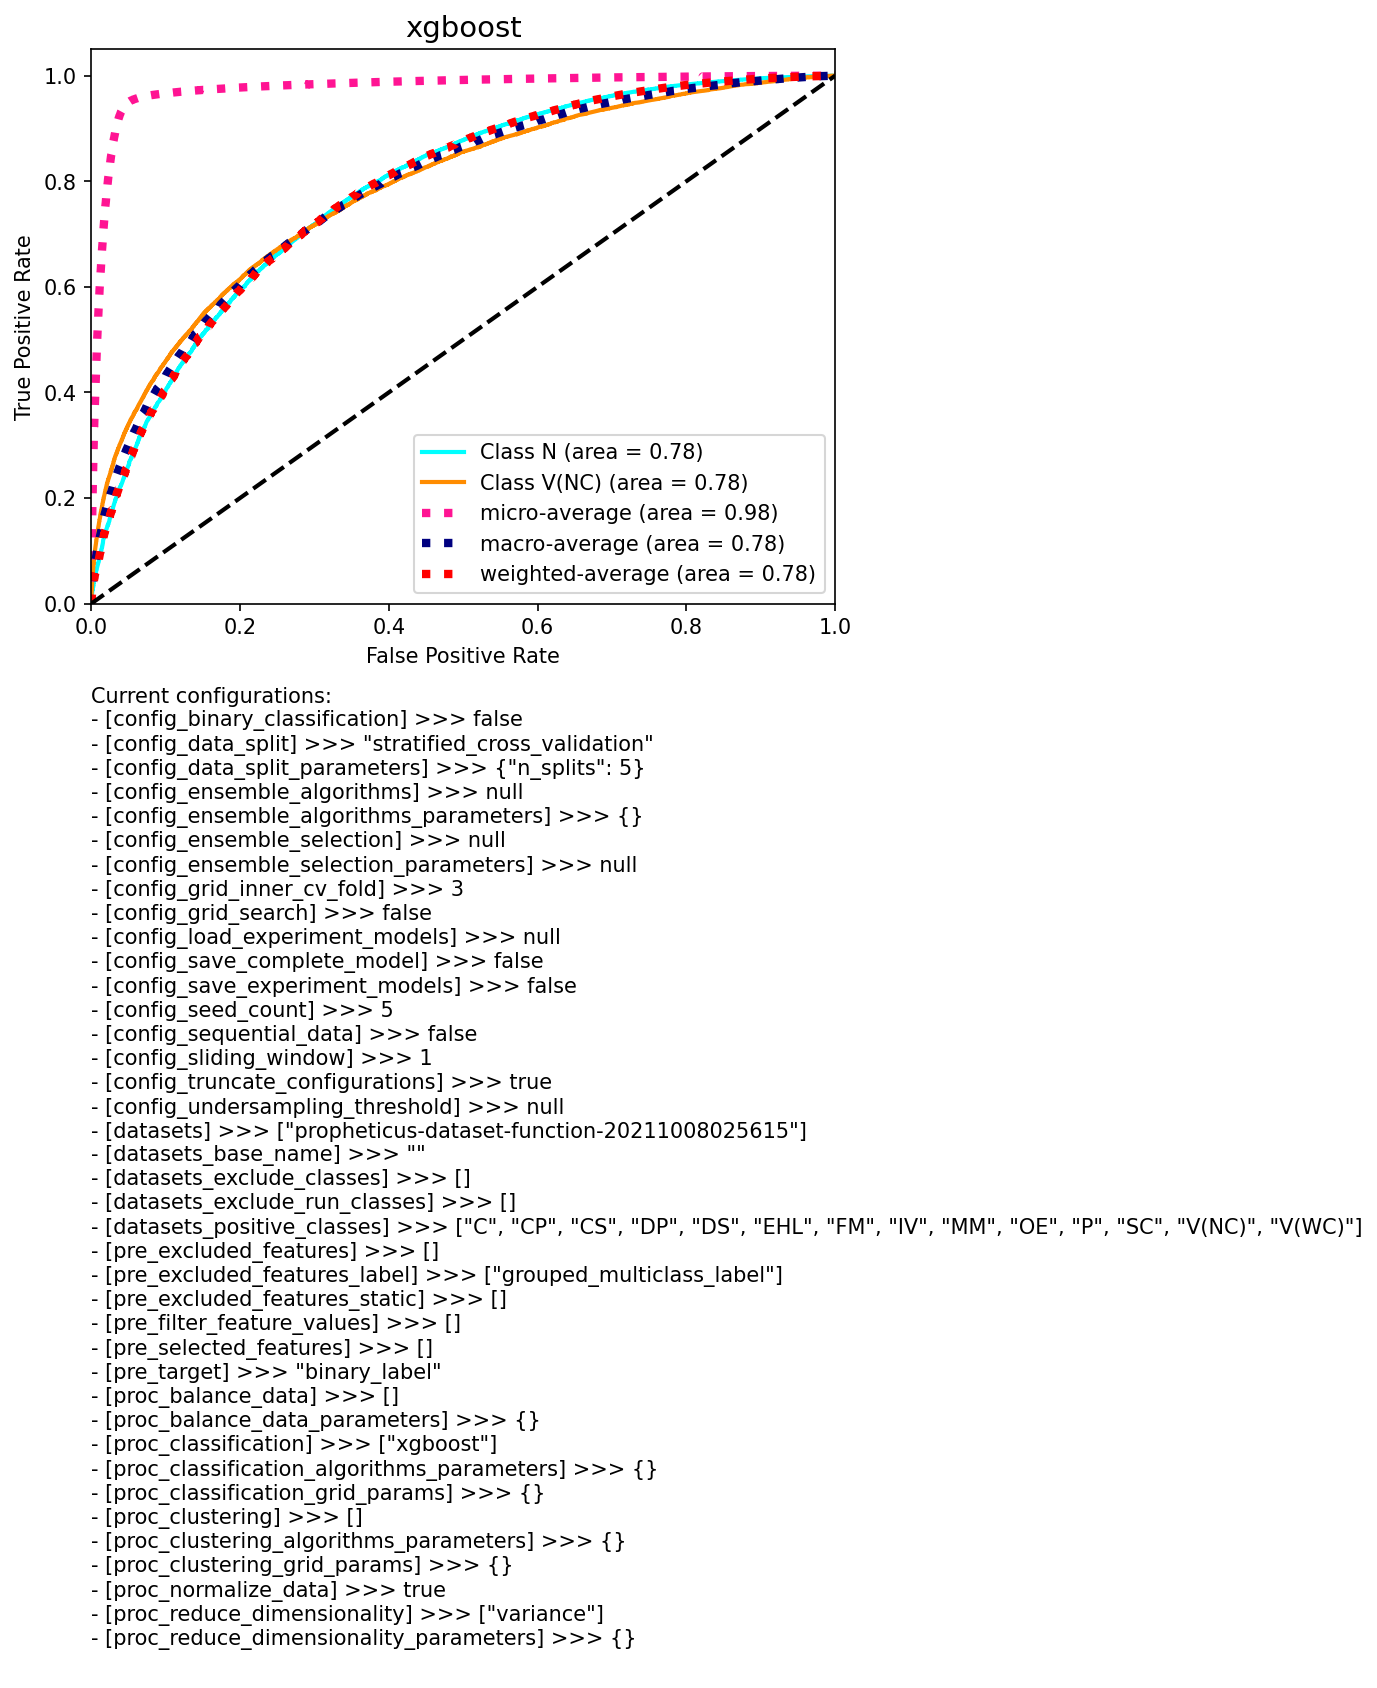 xgboost
1.0
0.8
0.6
0.4
0.2
0.0
True Positive Rate
Class N (area = 0.78)
Class V(NC) (area = 0.78)
micro-average (area = 0.98)
macro-average (area = 0.78)
weighted-average (area = 0.78)
0.0 0.2 0.4 0.6 0.8 1.0
False Positive Rate
Current configurations:
- [config_binary_classification] >>> false
- [config_data_split] >>> "stratified_cross_validation"
- [config_data_split_parameters] >>> {"n_splits": 5}
- [config_ensemble_algorithms] >>> null
- [config_ensemble_algorithms_parameters] >>> {}
- [config_ensemble_selection] >>> null
- [config_ensemble_selection_parameters] >>> null
- [config_grid_inner_cv_fold] >>> 3
- [config_grid_search] >>> false
- [config_load_experiment_models] >>> null
- [config_save_complete_model] >>> false
- [config_save_experiment_models] >>> false
- [config_seed_count] >>> 5
- [config_sequential_data] >>> false
- [config_sliding_window] >>> 1
- [config_truncate_configurations] >>> true
- [config_undersampling_threshold] >>> null
- [datasets] >>> ["propheticus-dataset-function-20211008025615"]
- [datasets_base_name] >>> ""
- [datasets_exclude_classes] >>> []
- [datasets_exclude_run_classes] >>> []
- [datasets_positive_classes] >>> ["C", "CP", "CS", "DP", "DS", "EHL", "FM", "IV", "MM", "OE", "P", "SC", "V(NC)", "V(WC)"]
- [pre_excluded_features] >>> []
- [pre_excluded_features_label] >>> ["grouped_multiclass_label"]
- [pre_excluded_features_static] >>> []
- [pre_filter_feature_values] >>> []
- [pre_selected_features] >>> []
- [pre_target] >>> "binary_label"
- [proc_balance_data] >>> []
- [proc_balance_data_parameters] >>> {}
- [proc_classification] >>> ["xgboost"]
- [proc_classification_algorithms_parameters] >>> {}
- [proc_classification_grid_params] >>> {}
- [proc_clustering] >>> []
- [proc_clustering_algorithms_parameters] >>> {}
- [proc_clustering_grid_params] >>> {}
- [proc_normalize_data] >>> true
- [proc_reduce_dimensionality] >>> ["variance"]
- [proc_reduce_dimensionality_parameters] >>> {}